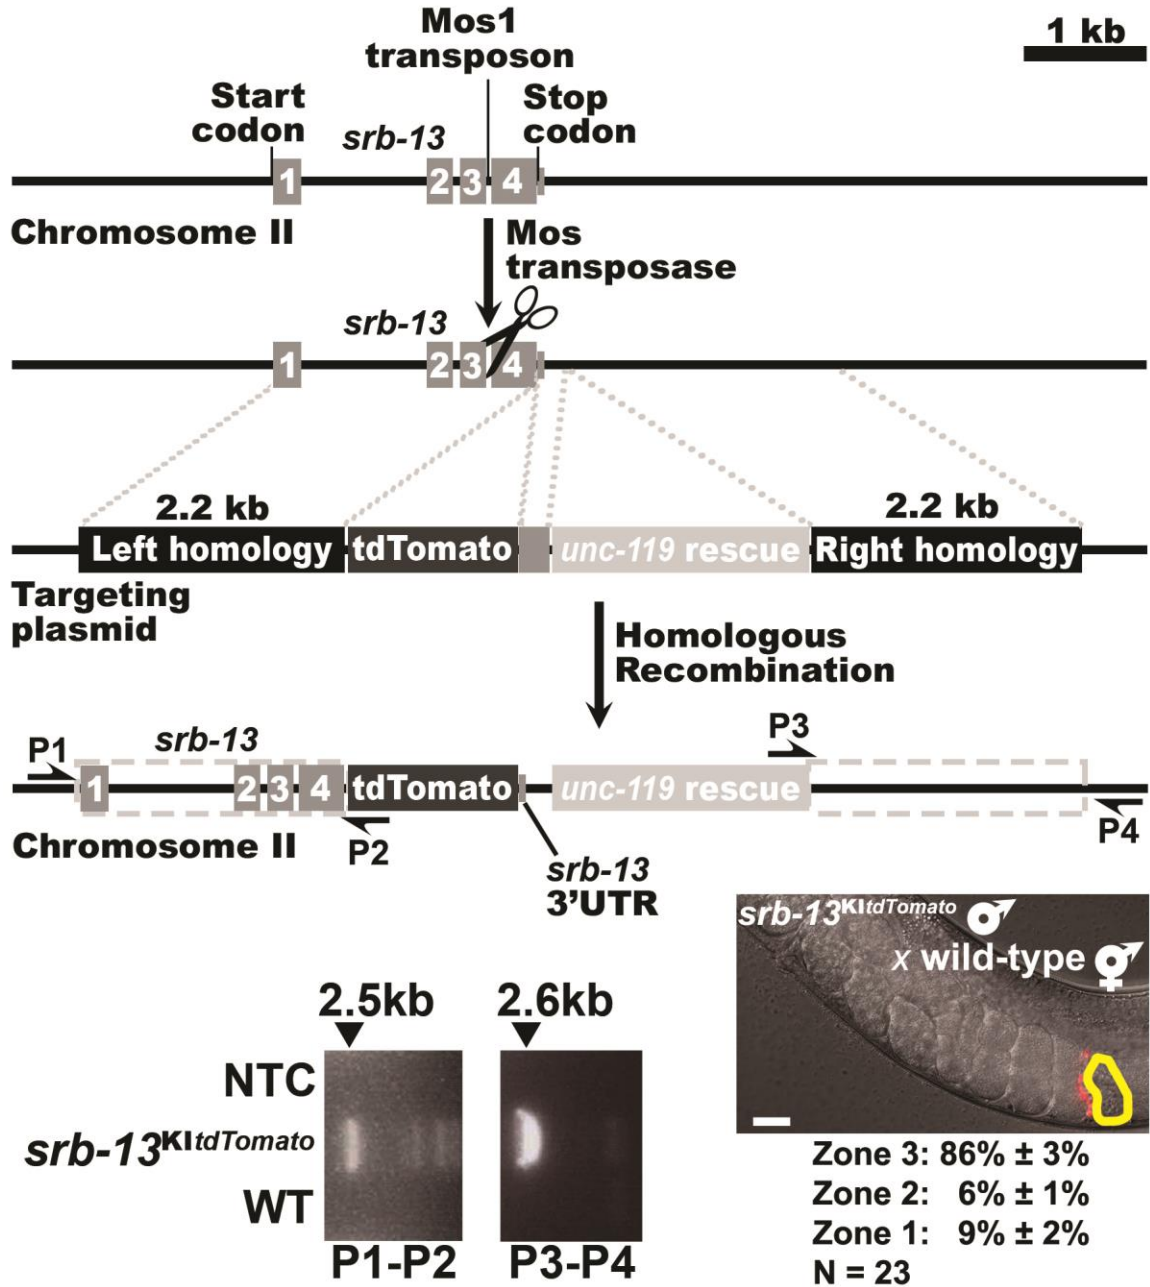 Mos1
transposon
1 kb
Start
codon
srb-13
Stop
codon
1
2
3
4
Chromosome II
Mos
transposase
srb-13
1
2
3
4
2.2 kb
2.2 kb
Left homology
tdTomato
unc-119 rescue
Right homology
Targeting
plasmid
Homologous
Recombination
P1
srb-13
P3
1
2
3
4
tdTomato
unc-119 rescue
Chromosome II
P2
P4
srb-13
3'UTR
srb-13KItdTomato
x wild-type
2.5kb
2.6kb
NTC
srb-13KItdTomato
WT
P1-P2
P3-P4
Zone 3: 86% ± 3%
Zone 2: 6% ± 1%
Zone 1: 9% ± 2%
N = 23